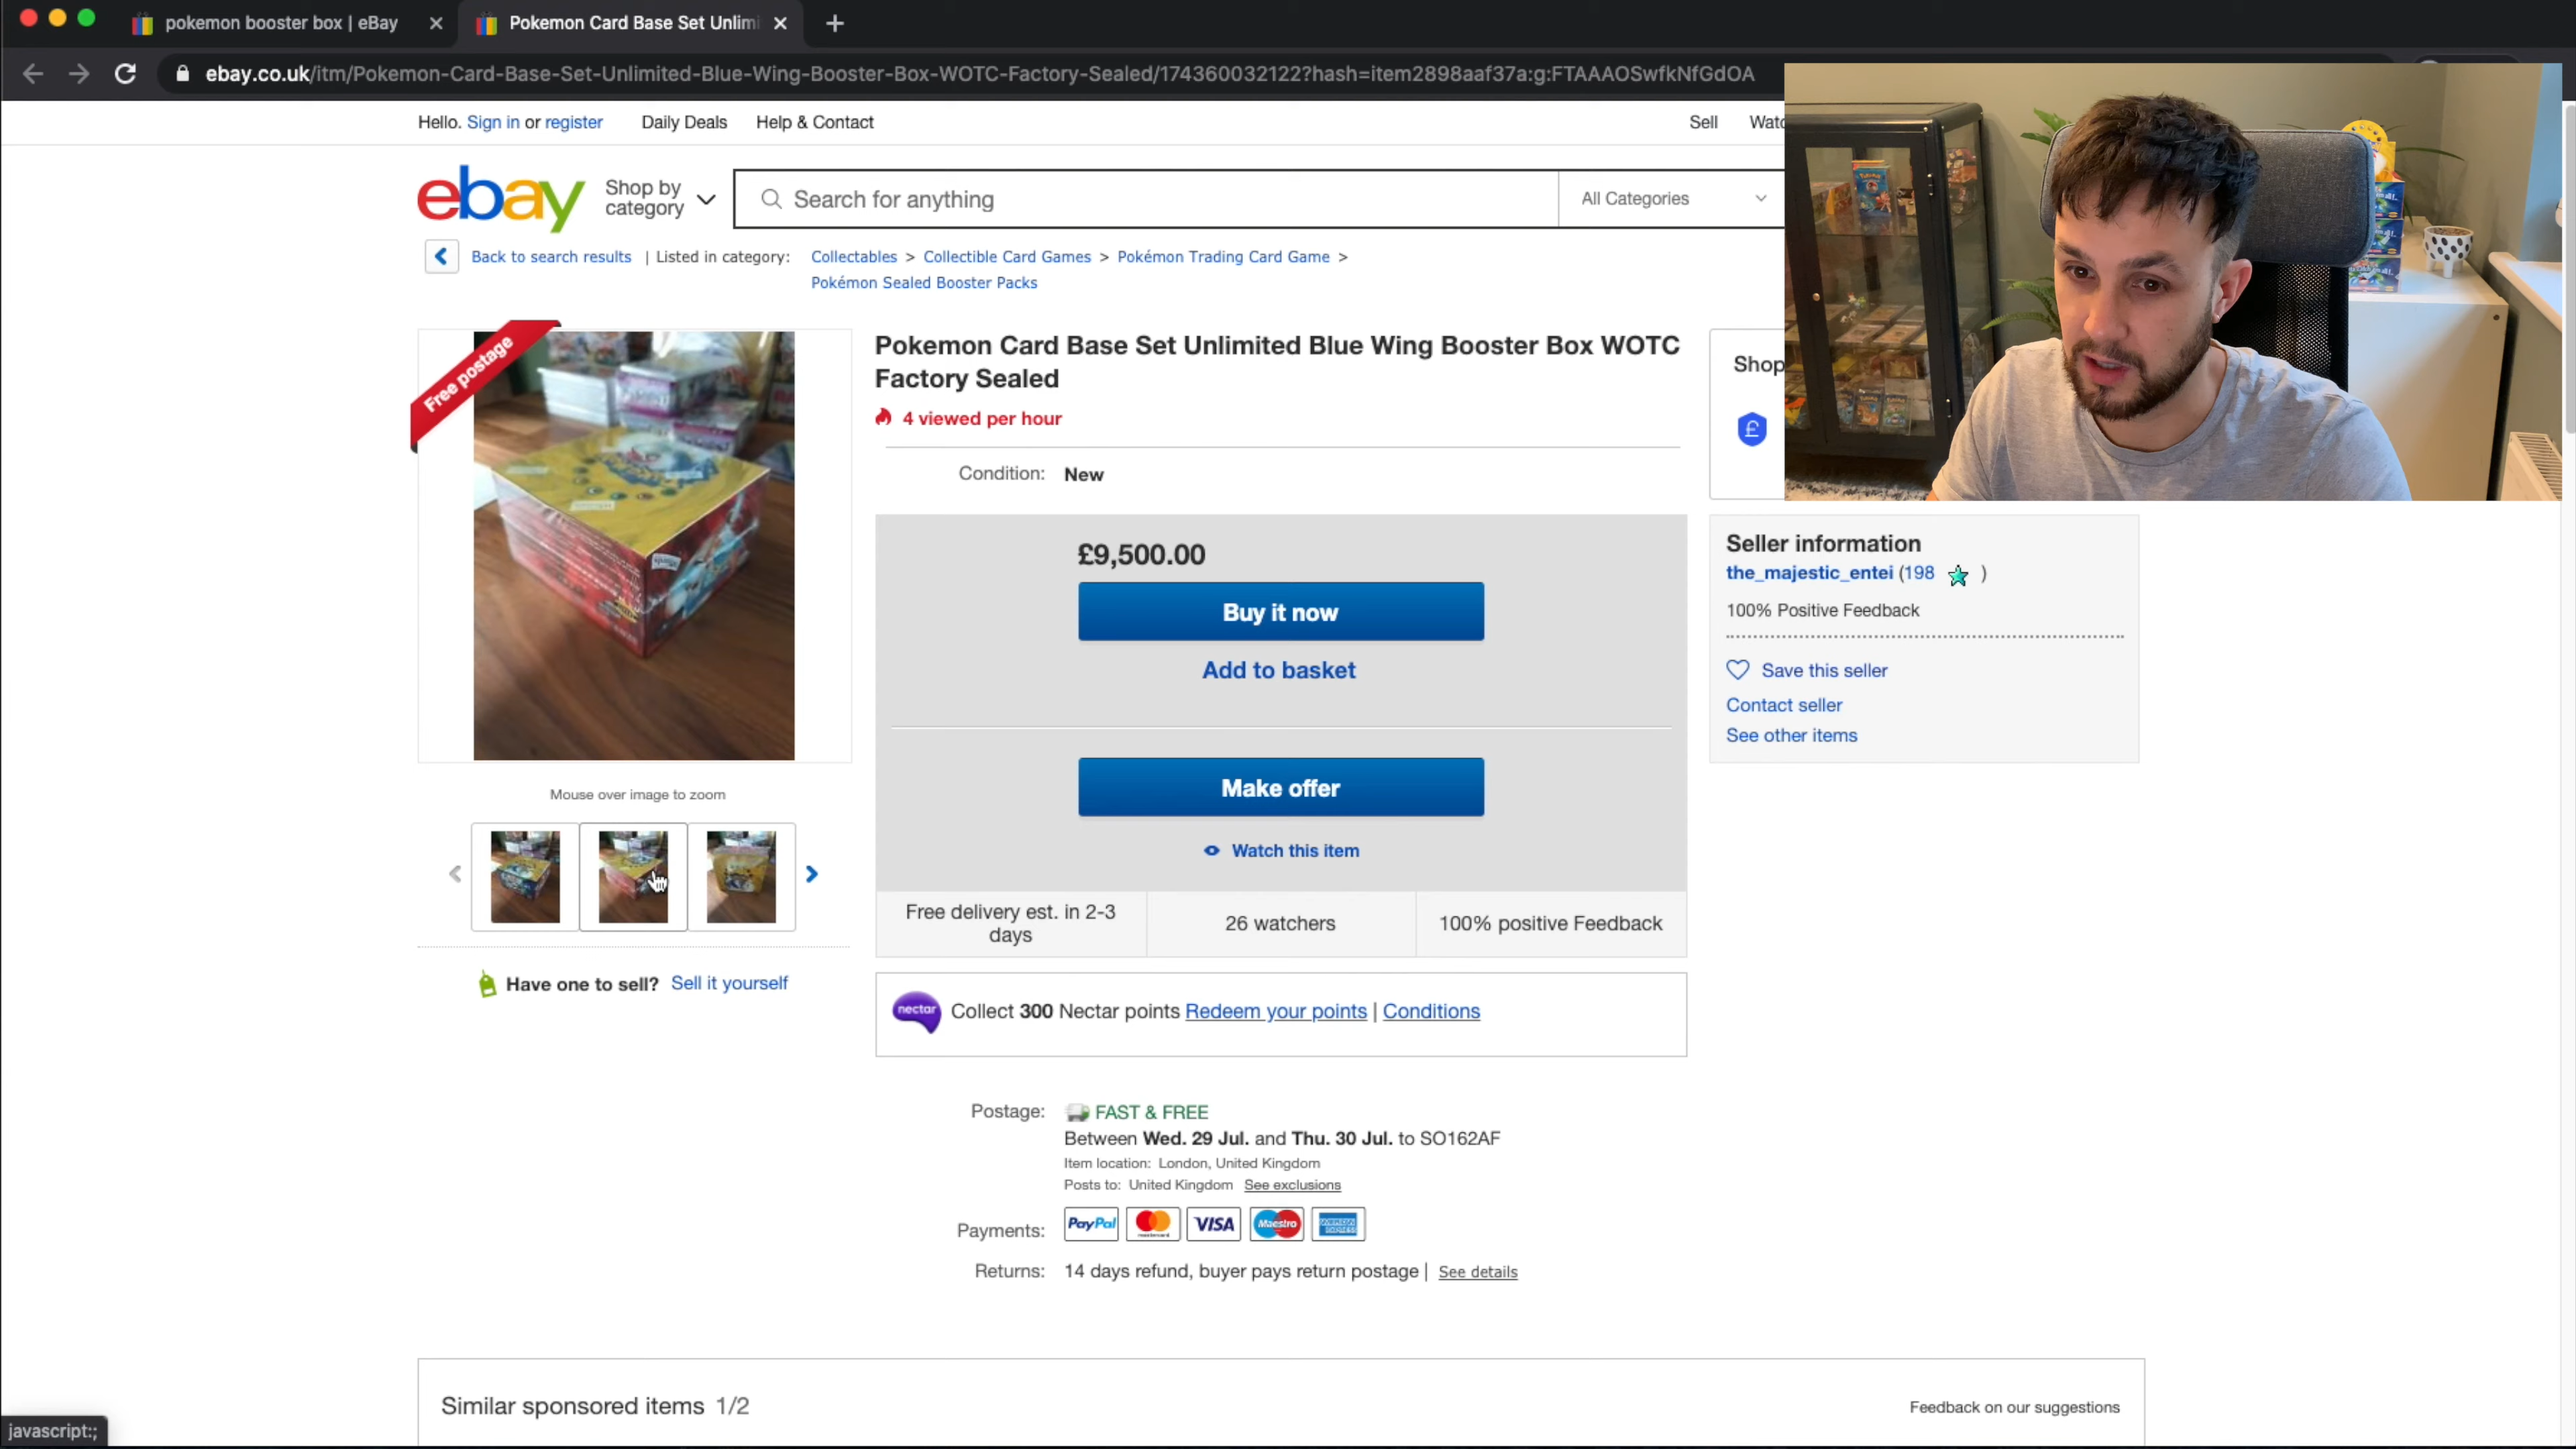 pokemon booster box | eBay
Pokemon Card Base Set Unlimi
ebay.co.uk/itm/Pokemon-Card-Base-Set-Unlimited-Blue-Wing-Booster-Box-WOTC-Factory-Sealed/174360032122?hash=item2898aaf37a:g:FTAAAOSwfkNfGdOA
Hello. Sign in or register
Daily Deals
Help & Contact
Sell
Watc
ebay
Shop by
category
Search for anything
All Categories
Back to search results | Listed in category:
Collectables > Collectible Card Games > Pokémon Trading Card Game >
Pokémon Sealed Booster Packs
Free postage
Pokemon Card Base Set Unlimited Blue Wing Booster Box WOTC
Factory Sealed
4 viewed per hour
Condition: New
£9,500.00
Buy it now
Add to basket
Make offer
Watch this item
Free delivery est. in 2-3
days
26 watchers
100% positive Feedback
Shop
£
Seller information
the_majestic_entei (198 )
100% Positive Feedback
Save this seller
Contact seller
See other items
Mouse over image to zoom
Have one to sell? Sell it yourself
nectar
Collect 300 Nectar points Redeem your points | Conditions
Postage: FAST & FREE
Between Wed. 29 Jul. and Thu. 30 Jul. to SO162AF
Item location: London, United Kingdom
Posts to: United Kingdom See exclusions
Payments: PayPal mastercard VISA Maestro AMERICAN EXPRESS
Returns: 14 days refund, buyer pays return postage | See details
Similar sponsored items 1/2
Feedback on our suggestions
javascript:;